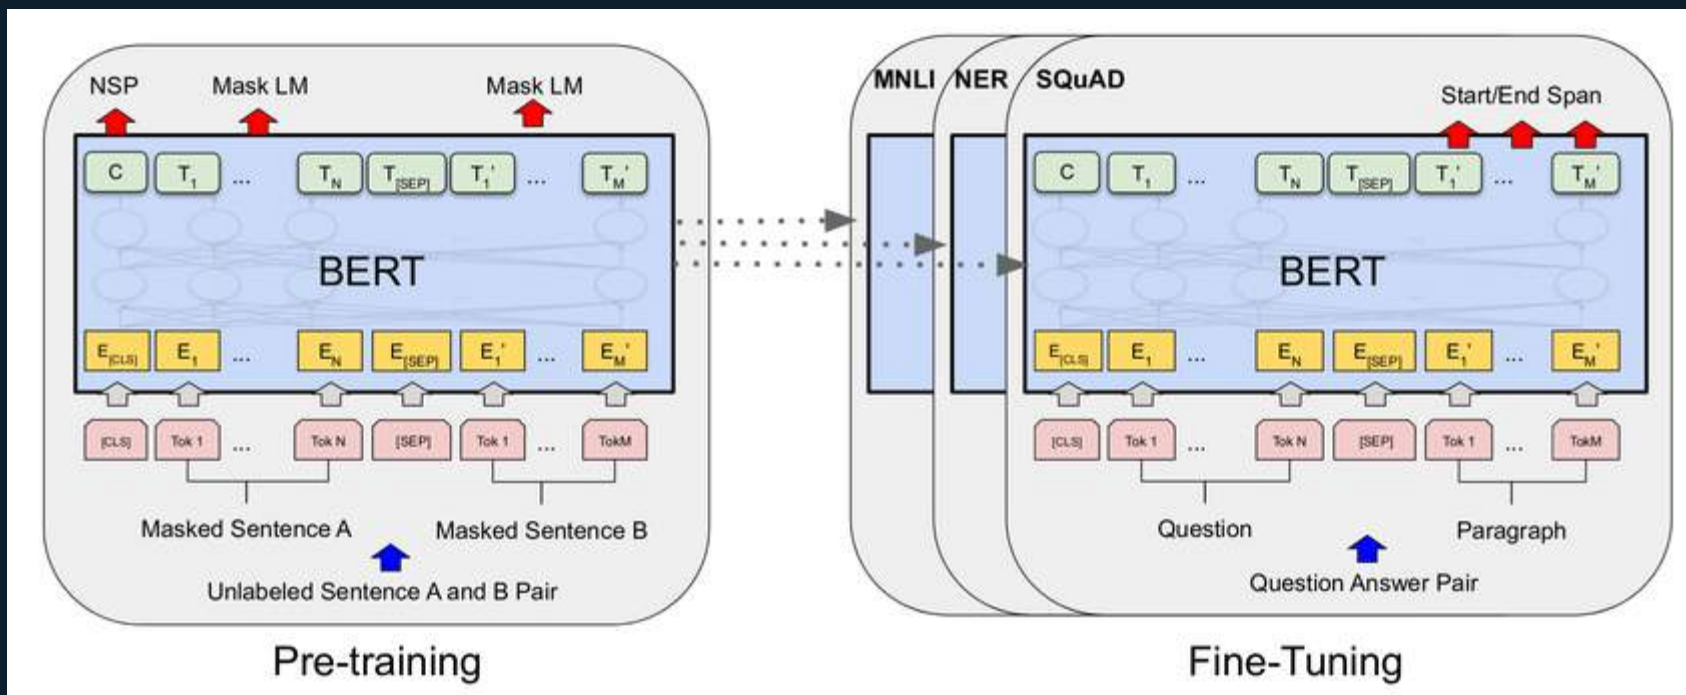 NSP Mask LM Mask LM
C T1 ... TN T[SEP] T1' ... TM'
BERT
E[CLS] E1 ... EN E[SEP] E1' ... EM'
[CLS] Tok 1 ... Tok N [SEP] Tok 1 ... TokM
Masked Sentence A Masked Sentence B
Unlabeled Sentence A and B Pair
Pre-training
MNLI NER SQuAD
Start/End Span
C T1 ... TN T[SEP] T1' ... TM'
BERT
E[CLS] E1 ... EN E[SEP] E1' ... EM'
[CLS] Tok 1 ... Tok N [SEP] Tok 1 ... TokM
Question Paragraph
Question Answer Pair
Fine-Tuning